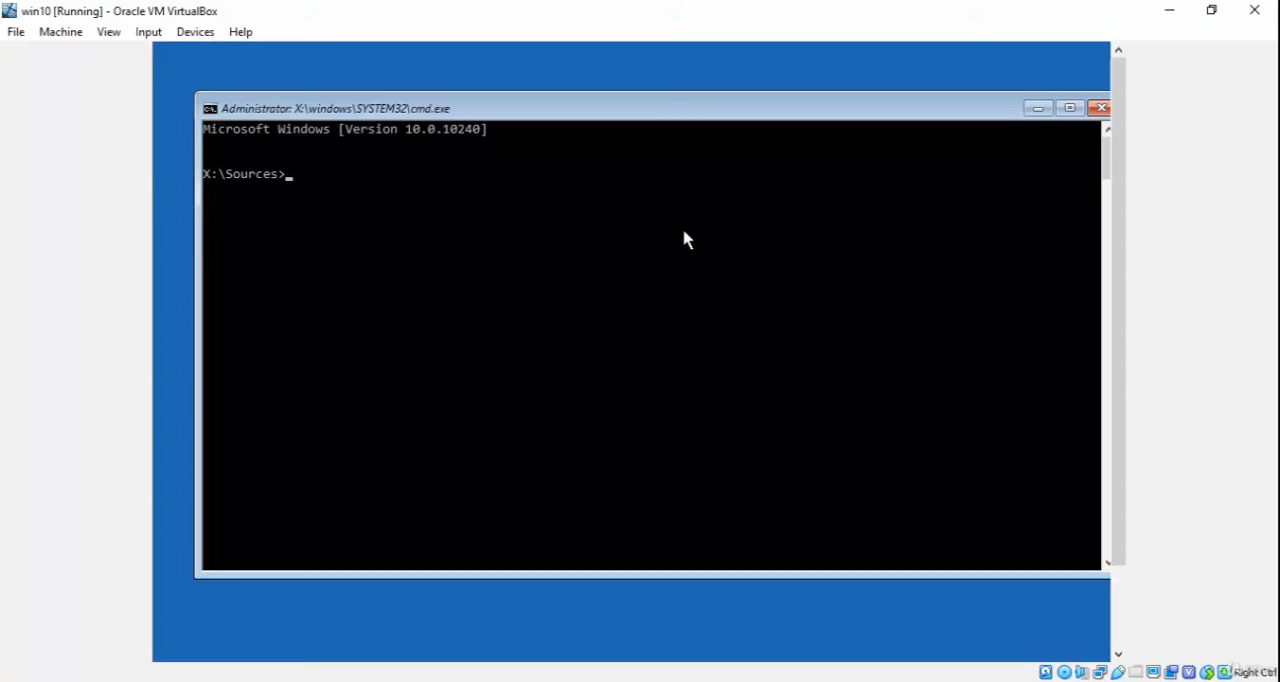 win10 [Running] - Oracle VM VirtualBox
File Machine View Input Devices Help
Administrator: X:\windows\SYSTEM32\cmd.exe
Microsoft Windows [Version 10.0.10240]
X:\Sources>_
Right Ctrl